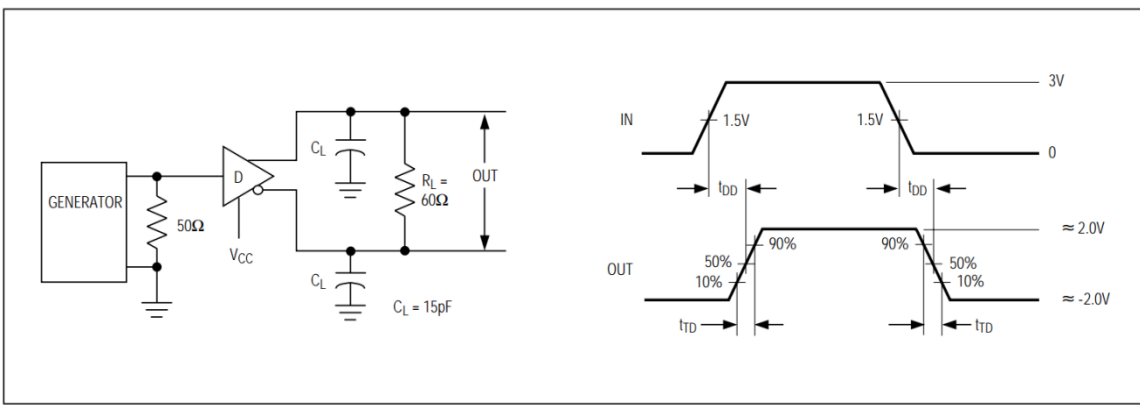 GENERATOR
50Ω
D
VCC
CL
CL
RL =
60Ω
OUT
CL = 15pF
IN
1.5V
1.5V
3V
0
tDD
tDD
OUT
90%
50%
10%
90%
50%
10%
≈ 2.0V
≈ -2.0V
tTD
tTD